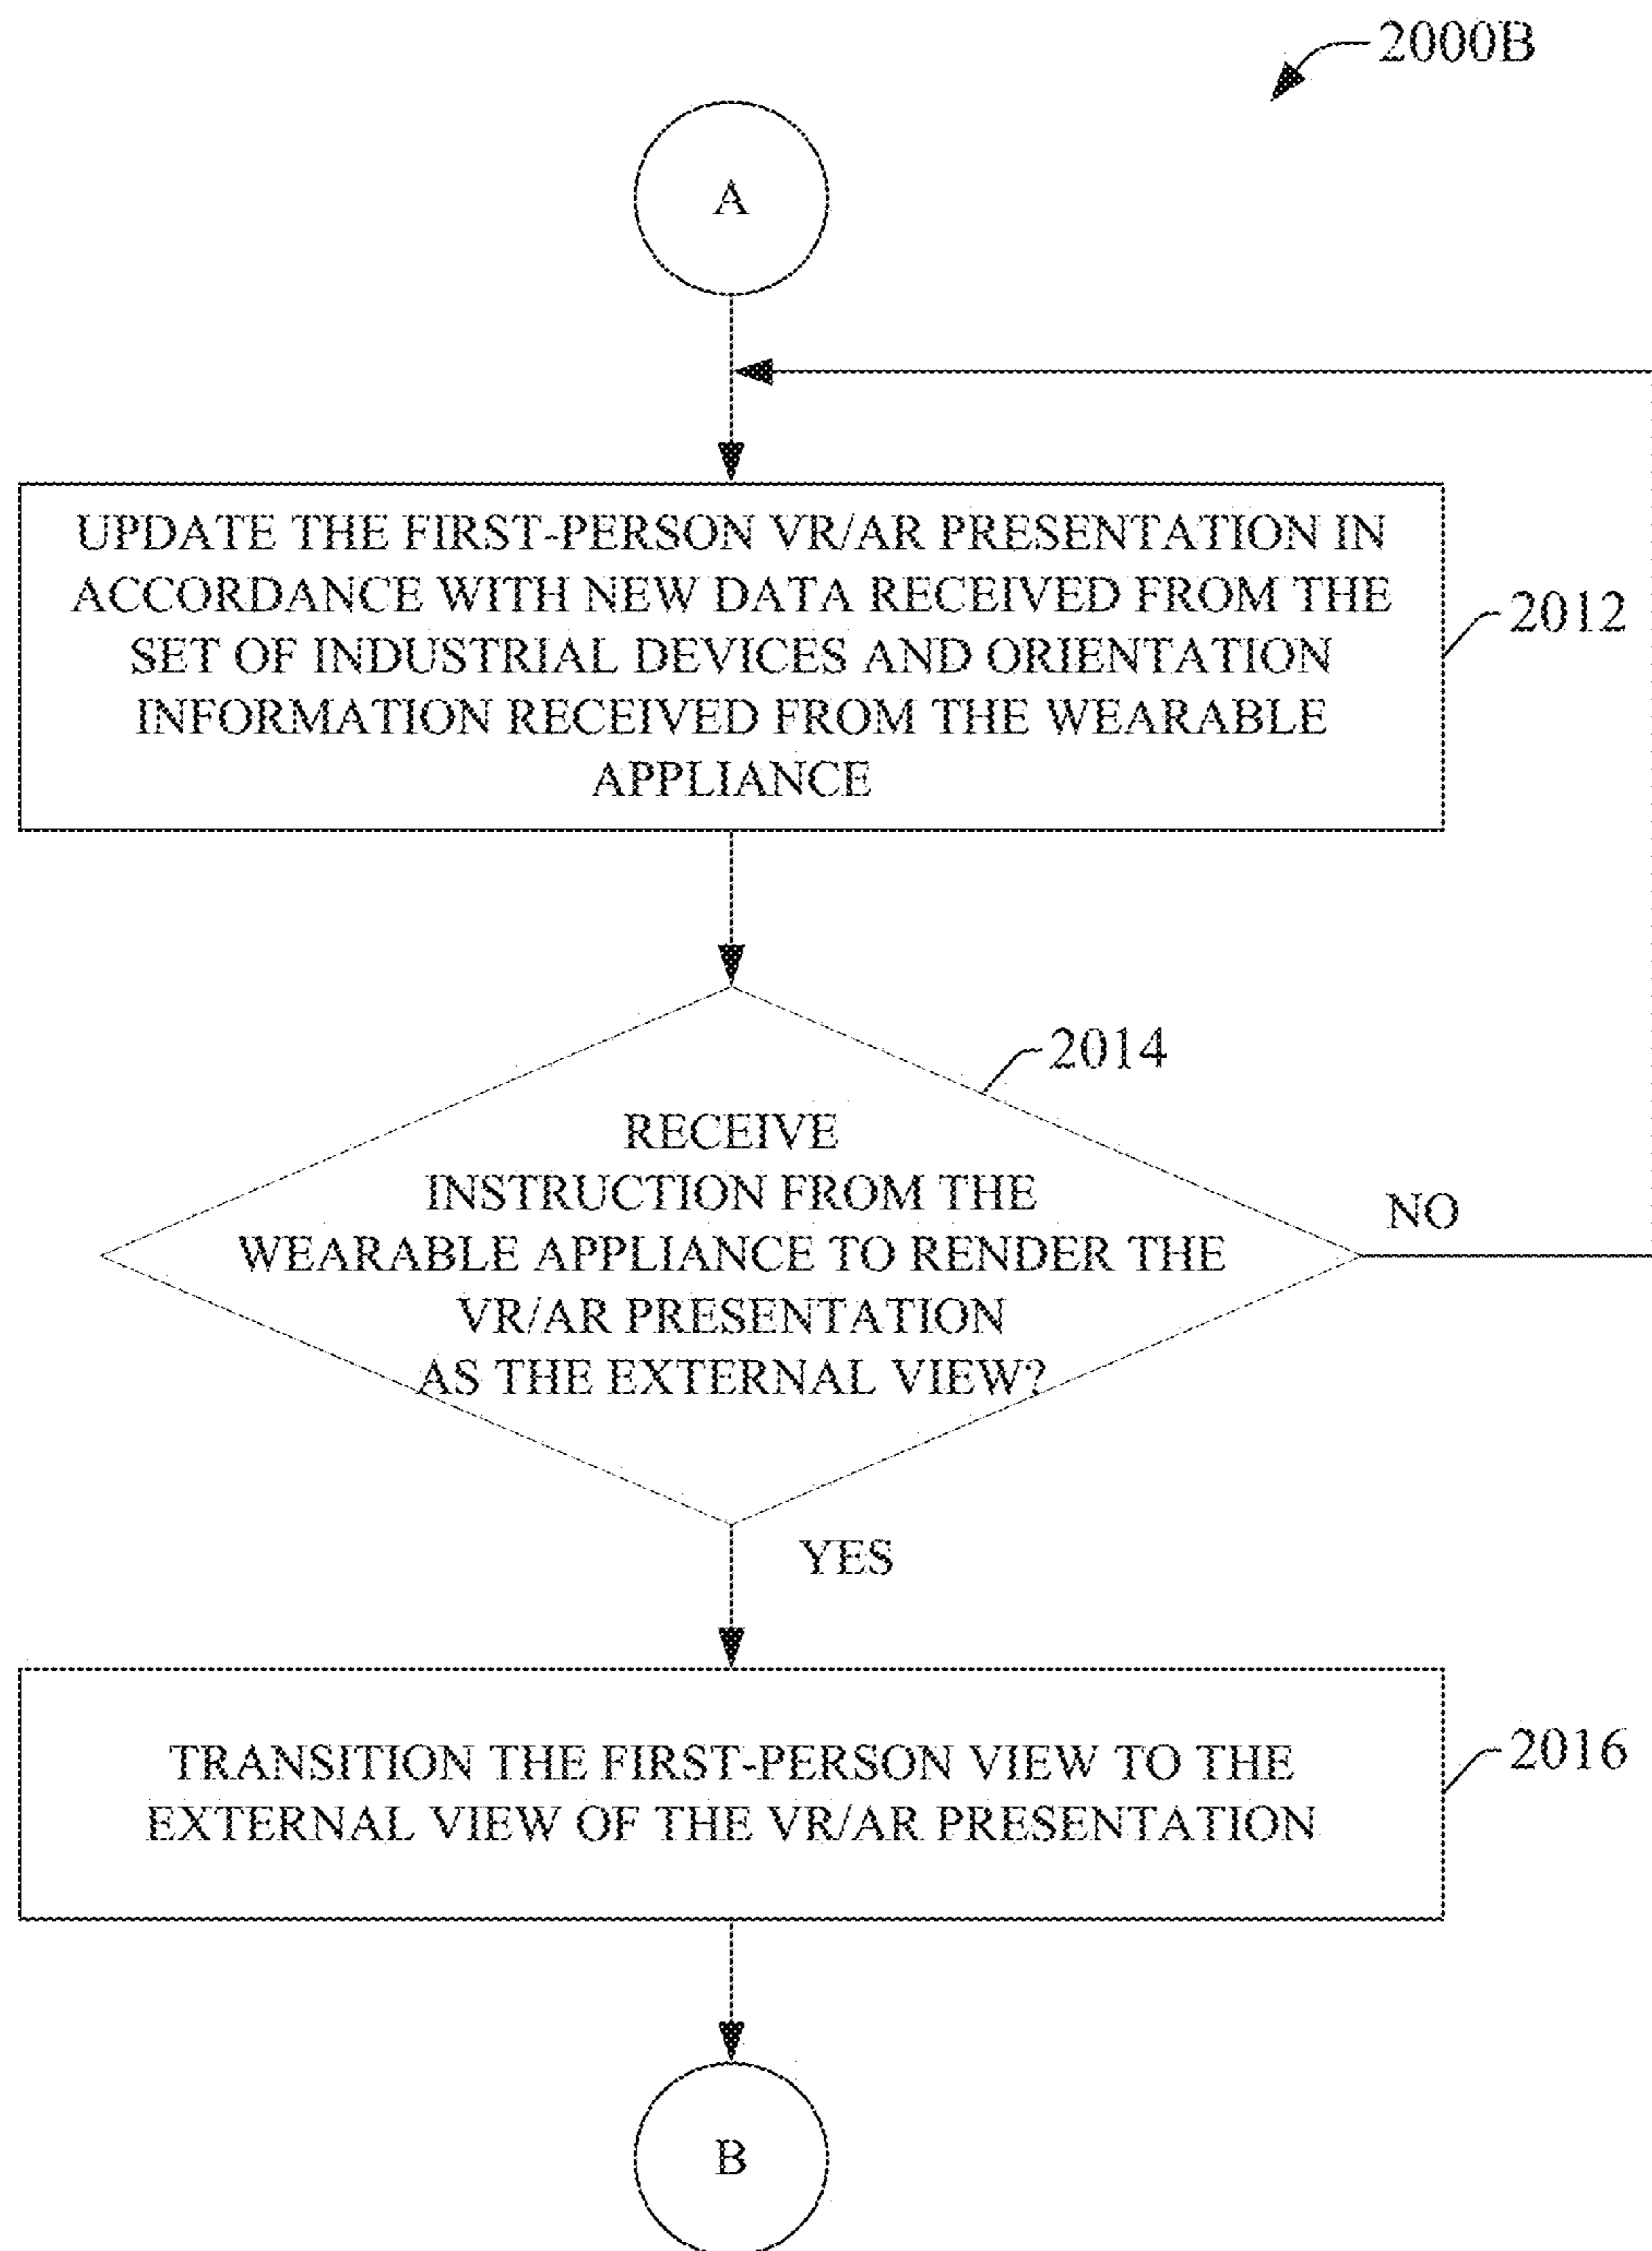 2000B
A
UPDATE THE FIRST-PERSON VR/AR PRESENTATION IN
ACCORDANCE WITH NEW DATA RECEIVED FROM THE
SET OF INDUSTRIAL DEVICES AND ORIENTATION
INFORMATION RECEIVED FROM THE WEARABLE
APPLIANCE
2012
2014
RECEIVE
INSTRUCTION FROM THE
WEARABLE APPLIANCE TO RENDER THE
VR/AR PRESENTATION
AS THE EXTERNAL VIEW?
NO
YES
TRANSITION THE FIRST-PERSON VIEW TO THE
EXTERNAL VIEW OF THE VR/AR PRESENTATION
2016
B